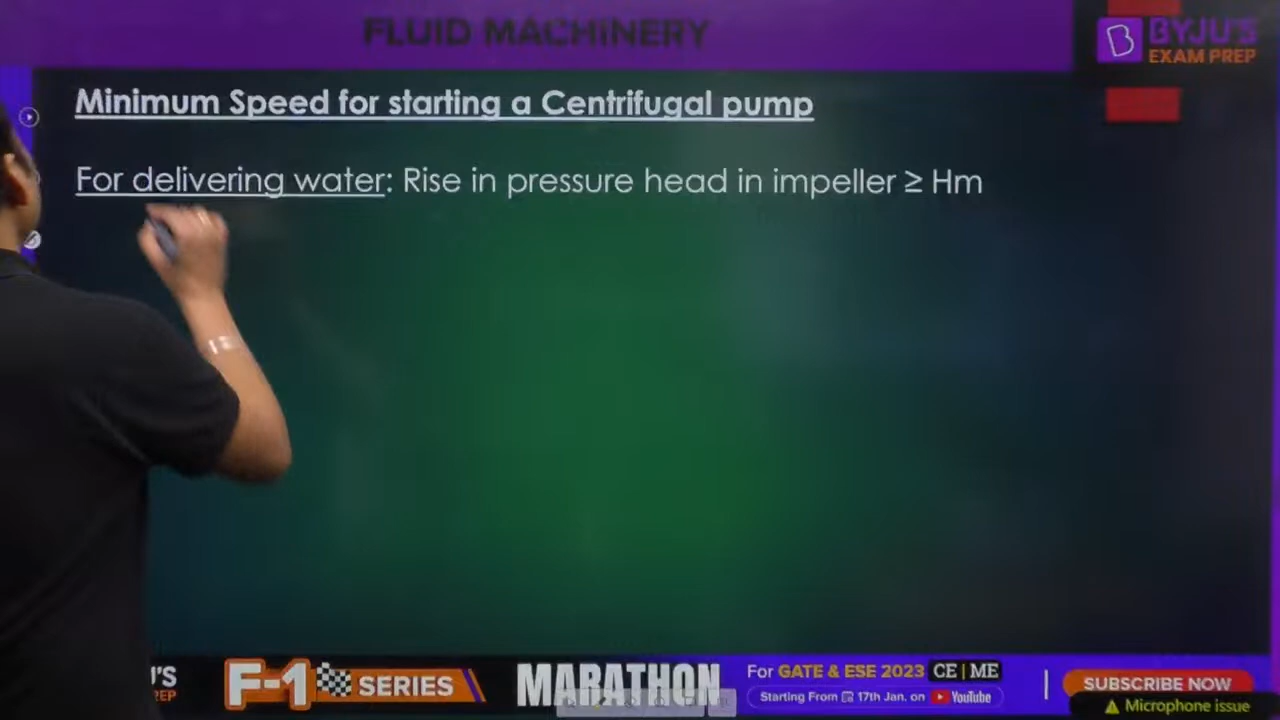 FLUID MACHINERY
BYJU'S
EXAM PREP
Minimum Speed for starting a Centrifugal pump
For delivering water: Rise in pressure head in impeller ≥ Hm
F-1 SERIES
MARATHON
For GATE & ESE 2023 CE | ME
Starting From 17th Jan. on YouTube
SUBSCRIBE NOW
Microphone issue